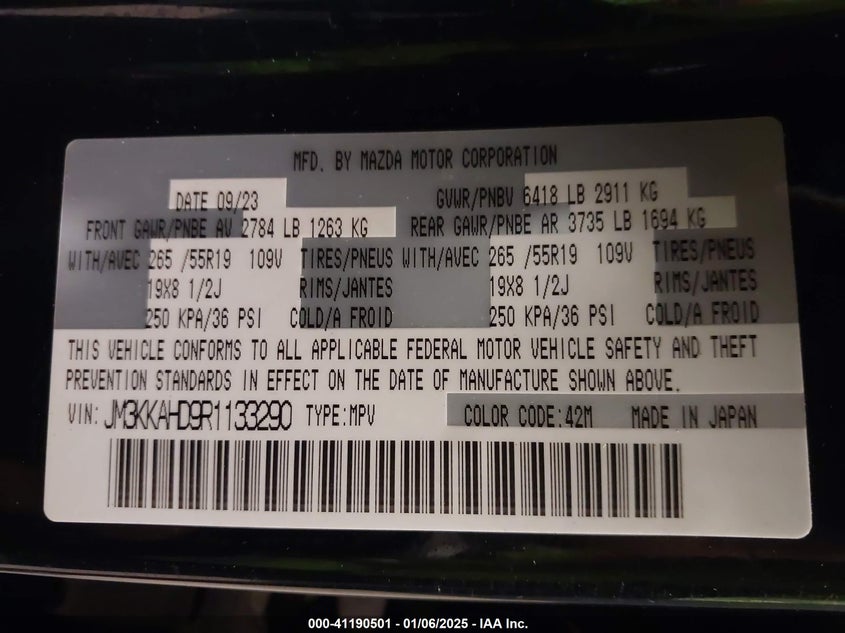 MFD. BY MAZDA MOTOR CORPORATION
DATE 09/23 GVWR/PNBV 6418 LB 2911 KG
FRONT GAWR/PNBE AV 2784 LB 1263 KG REAR GAWR/PNBE AR 3735 LB 1694 KG
WITH/AVEC 265 /55R19 109V TIRES/PNEUS WITH/AVEC 265 /55R19 109V TIRES/PNEUS
19X8 1/2J RIMS/JANTES 19X8 1/2J RIMS/JANTES
250 KPA/36 PSI COLD/A FROID 250 KPA/36 PSI COLD/A FROID
THIS VEHICLE CONFORMS TO ALL APPLICABLE FEDERAL MOTOR VEHICLE SAFETY AND THEFT
PREVENTION STANDARDS IN EFFECT ON THE DATE OF MANUFACTURE SHOWN ABOVE.
VIN: JM3KKAHD9R1133290 TYPE:MPV COLOR CODE:42M MADE IN JAPAN
000-41190501 - 01/06/2025 - IAA Inc.